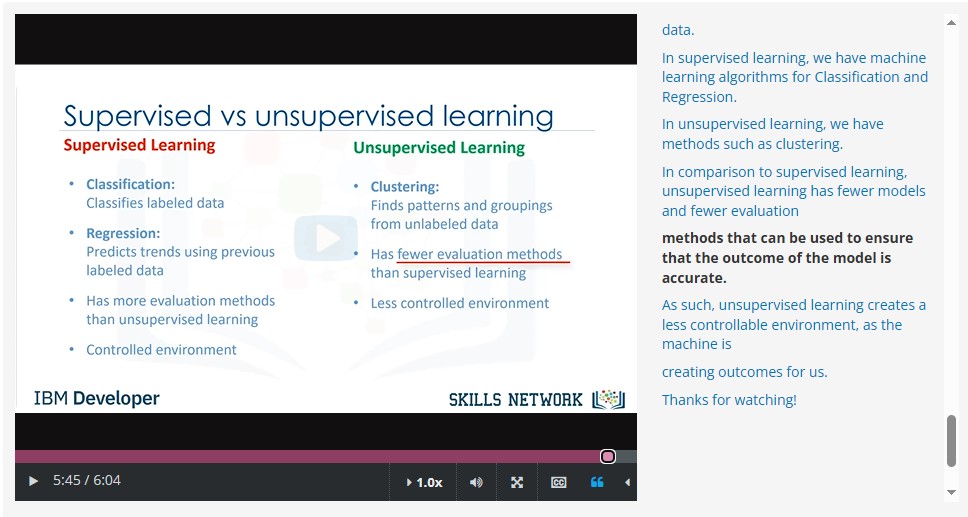 Supervised vs unsupervised learning
Supervised Learning
• Classification:
Classifies labeled data
• Regression:
Predicts trends using previous
labeled data
• Has more evaluation methods
than unsupervised learning
• Controlled environment
Unsupervised Learning
• Clustering:
Finds patterns and groupings
from unlabeled data
• Has fewer evaluation methods
than supervised learning
• Less controlled environment
IBM Developer
SKILLS NETWORK
5:45 / 6:04
1.0x
CC
data.
In supervised learning, we have machine
learning algorithms for Classification and
Regression.
In unsupervised learning, we have
methods such as clustering.
In comparison to supervised learning,
unsupervised learning has fewer models
and fewer evaluation
methods that can be used to ensure
that the outcome of the model is
accurate.
As such, unsupervised learning creates a
less controllable environment, as the
machine is
creating outcomes for us.
Thanks for watching!